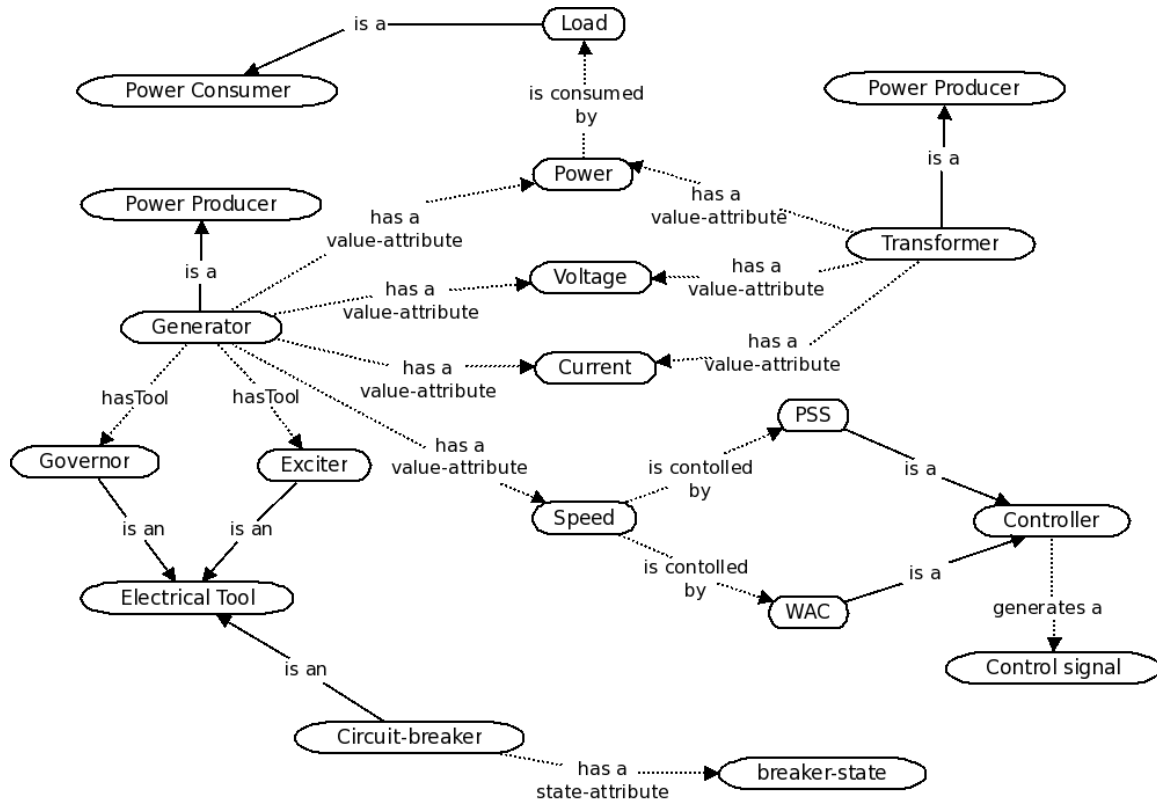 Load
is a
Power Consumer
Power Producer
is consumed
by
is a
Power
Power Producer
has a
value-attribute
has a
value-attribute
Transformer
is a
Voltage
has a
value-attribute
has a
value-attribute
Generator
has a
value-attribute
Current
has a
value-attribute
hasTool
hasTool
PSS
Governor
Exciter
has a
value-attribute
is contolled
by
is a
Speed
Controller
is an
is an
is contolled
by
is a
Electrical Tool
WAC
generates a
is an
Control signal
Circuit-breaker
has a
state-attribute
breaker-state